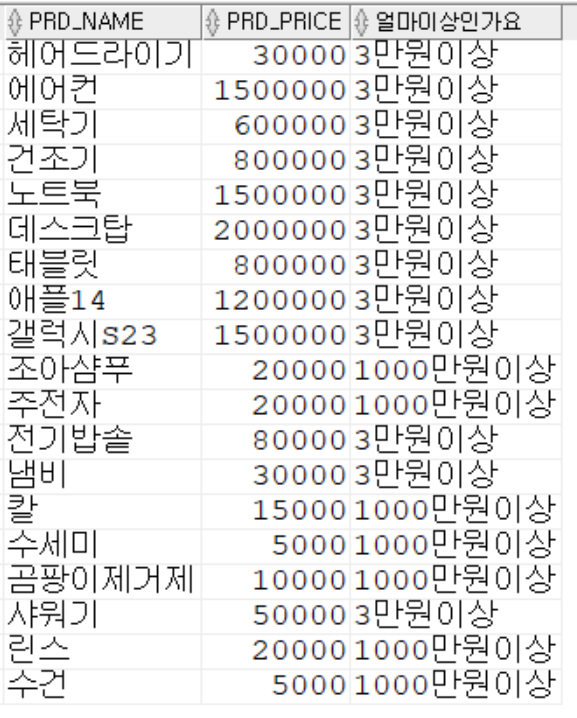 PRD_NAME PRD_PRICE 얼마이상인가요
헤어드라이기 30000 3만원이상
에어컨 1500000 3만원이상
세탁기 600000 3만원이상
건조기 800000 3만원이상
노트북 1500000 3만원이상
데스크탑 2000000 3만원이상
태블릿 800000 3만원이상
애플14 1200000 3만원이상
갤럭시S23 1500000 3만원이상
조아샴푸 20000 1000만원이상
주전자 20000 1000만원이상
전기밥솥 80000 3만원이상
냄비 30000 3만원이상
칼 15000 1000만원이상
수세미 5000 1000만원이상
곰팡이제거제 10000 1000만원이상
샤워기 50000 3만원이상
린스 20000 1000만원이상
수건 5000 1000만원이상